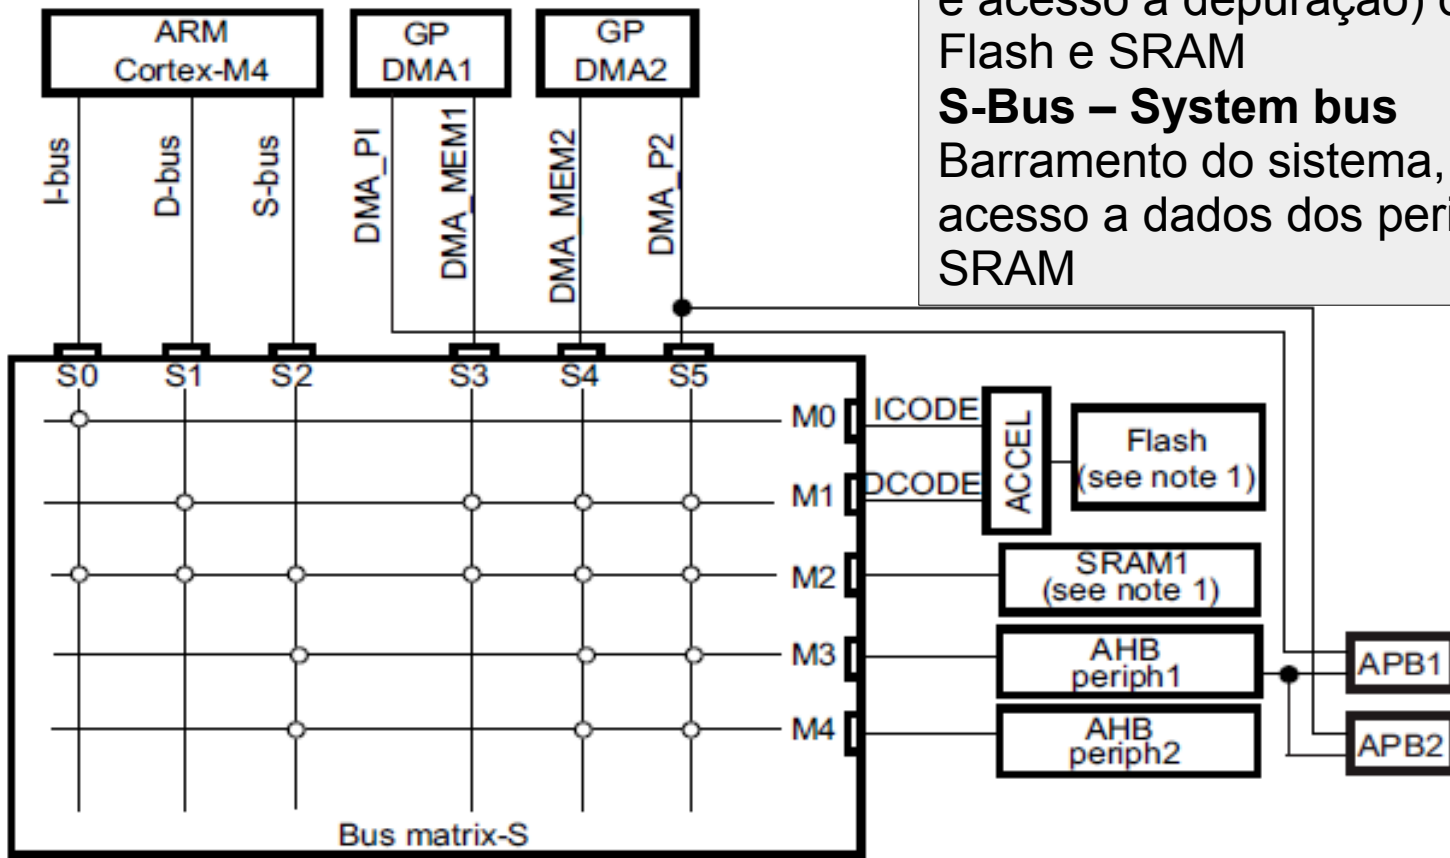 e acesso a depuração)
Flash e SRAM
S-Bus – System bus
Barramento do sistema,
acesso a dados dos
SRAM
ARM
Cortex-M4
GP
DMA1
GP
DMA2
I-bus
D-bus
S-bus
DMA_PI
DMA_MEM1
DMA_MEM2
DMA_P2
S0 S1 S2 S3 S4 S5
M0
ICODE
M1
DCODE
ACCEL
Flash
(see note 1)
M2
SRAM1
(see note 1)
M3
AHB
periph1
APB1
M4
AHB
periph2
APB2
Bus matrix-S